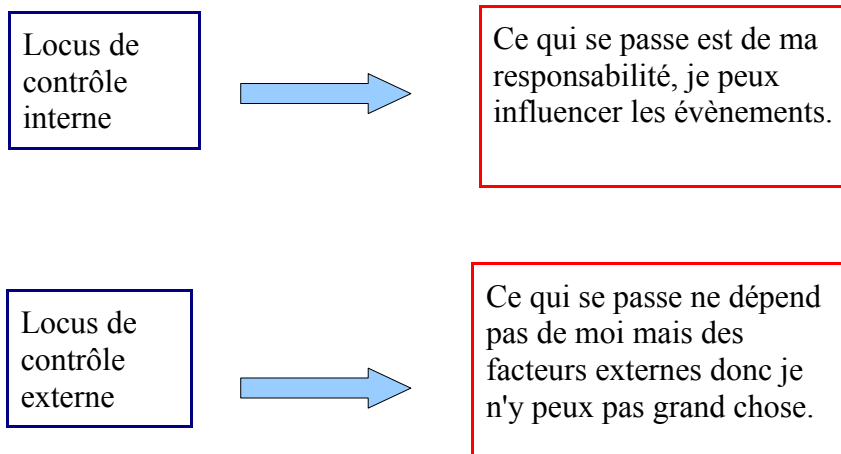 Locus de
contrôle
interne
Ce qui se passe est de ma
responsabilité, je peux
influencer les évènements.
Locus de
contrôle
externe
Ce qui se passe ne dépend
pas de moi mais des
facteurs externes donc je
n'y peux pas grand chose.